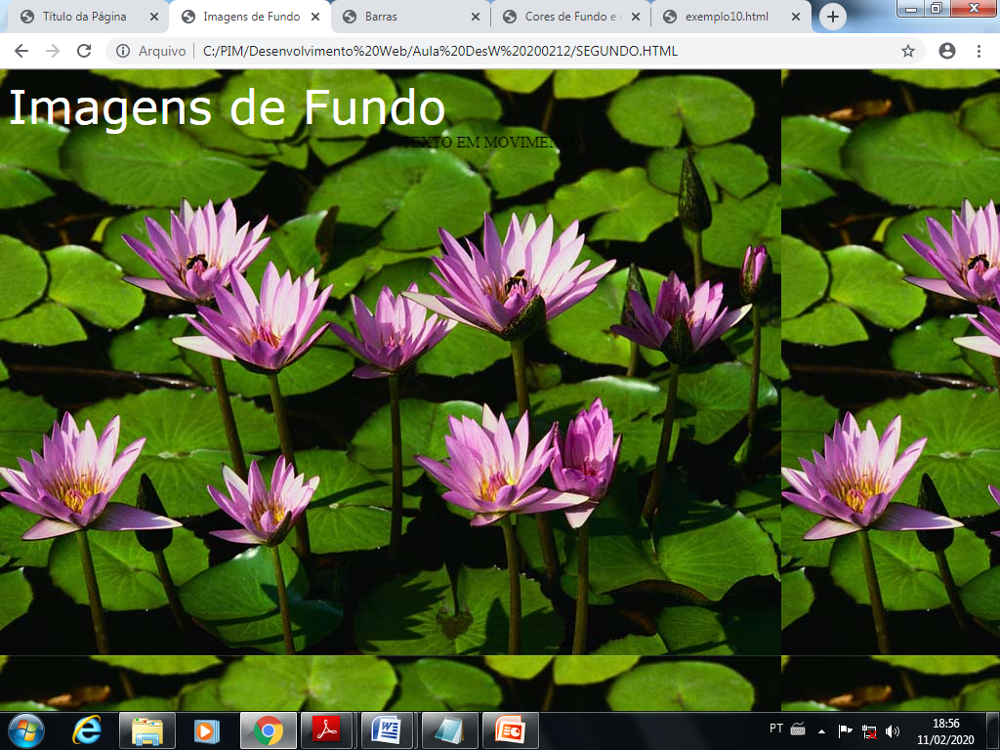 Título da Página
Imagens de Fundo
Barras
Cores de Fundo e
exemplo10.html
Arquivo
C:/PIM/Desenvolvimento%20Web/Aula%20DesW%20200212/SEGUNDO.HTML
Imagens de Fundo
TEXTO EM MOVIMENTO
PT
18:56
11/02/2020